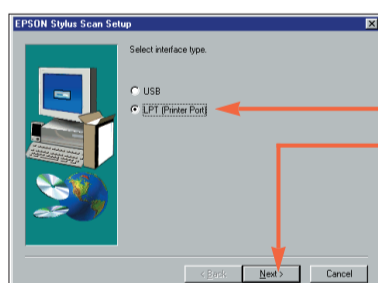 EPSON Stylus Scan Setup
Select interface type.
USB
LPT (Printer Port)
< Back Next > Cancel